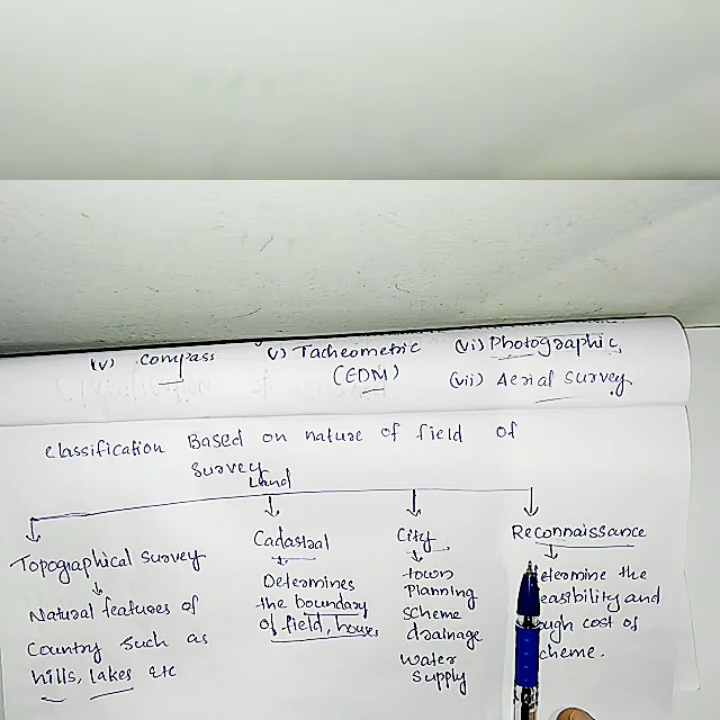 (iv) Compass (v) Tacheometric (vi) Photographic,
(EDM) (vii) Aerial Survey.
Classification Based on nature of field of
Survey
Land
Topographical Survey Cadastral City Reconnaissance
Natural features of
Country such as
hills, lakes etc
Determines
the boundary
of field, houses
town
Planning
Scheme
drainage
Water
Supply
etermine the
easibility and
ugh cost of
cheme.